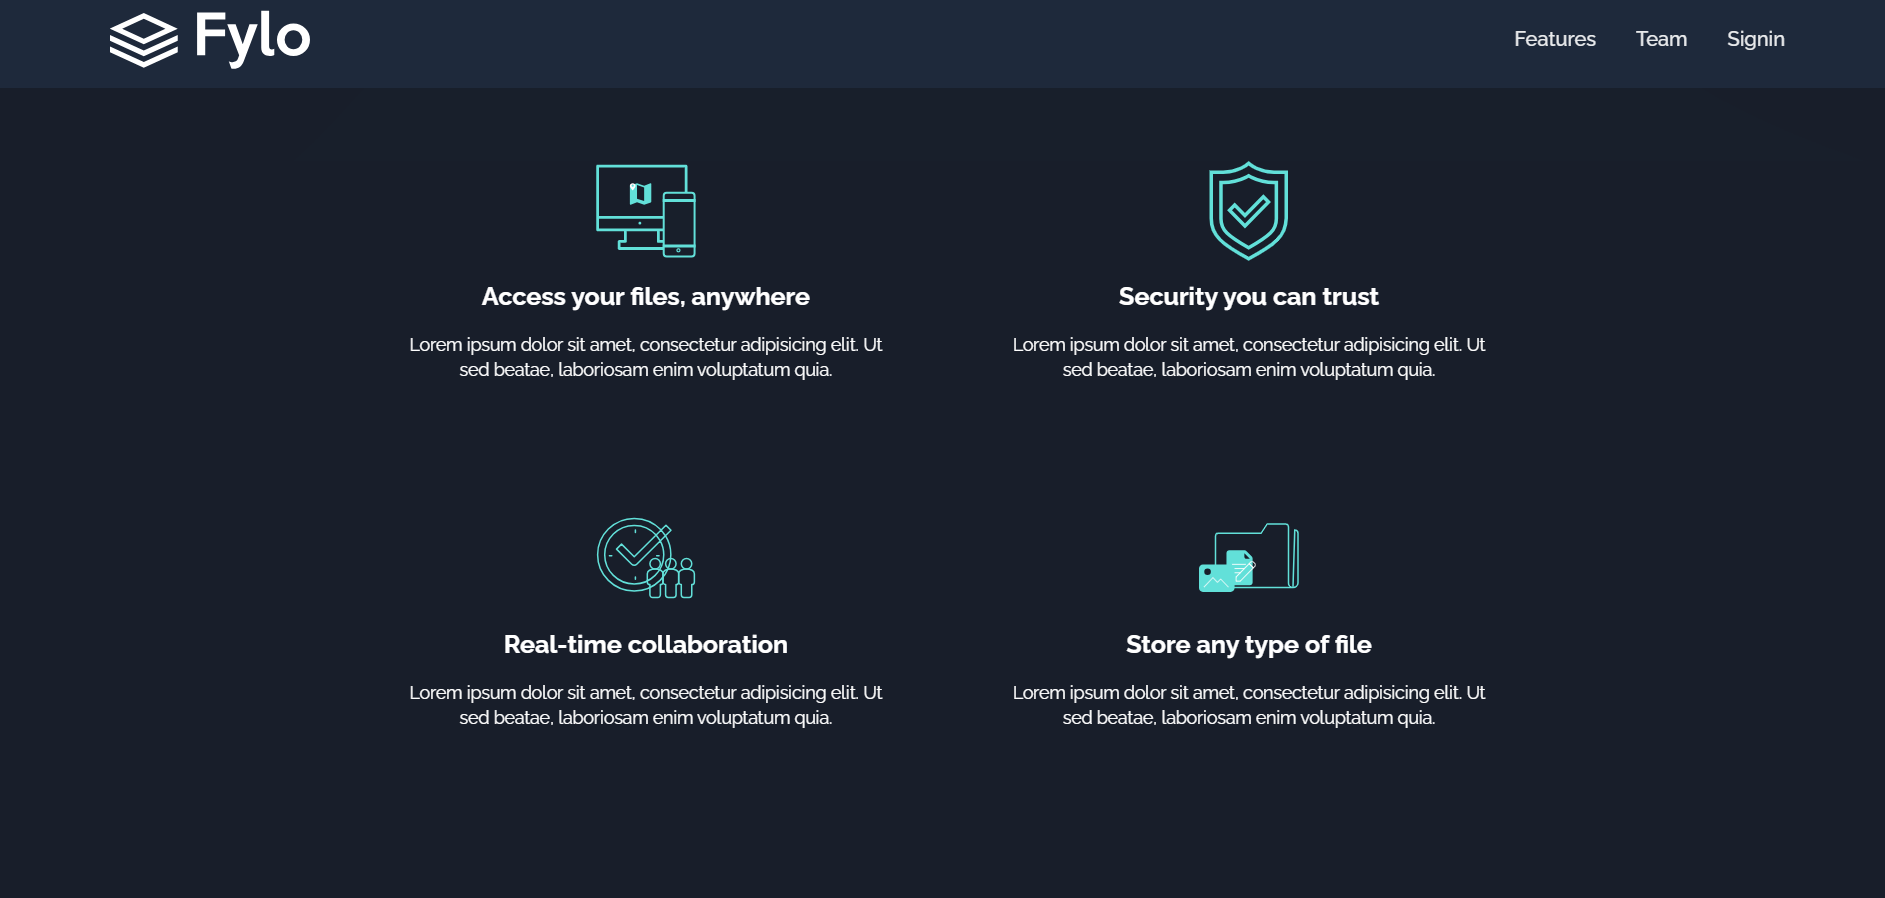 Fylo
Features
Team
Signin
Access your files, anywhere
Lorem ipsum dolor sit amet, consectetur adipisicing elit. Ut
sed beatae, laboriosam enim voluptatum quia.
Security you can trust
Lorem ipsum dolor sit amet, consectetur adipisicing elit. Ut
sed beatae, laboriosam enim voluptatum quia.
Real-time collaboration
Lorem ipsum dolor sit amet, consectetur adipisicing elit. Ut
sed beatae, laboriosam enim voluptatum quia.
Store any type of file
Lorem ipsum dolor sit amet, consectetur adipisicing elit. Ut
sed beatae, laboriosam enim voluptatum quia.